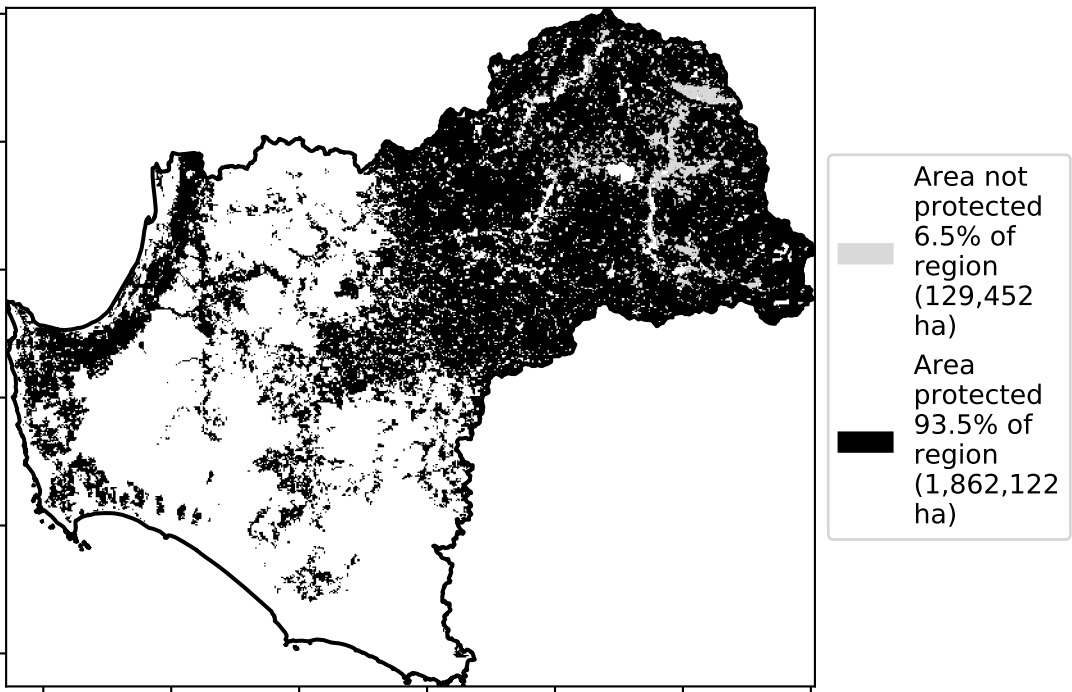 Area not
protected
6.5% of
region
(129,452
ha)
Area
protected
93.5% of
region
(1,862,122
ha)